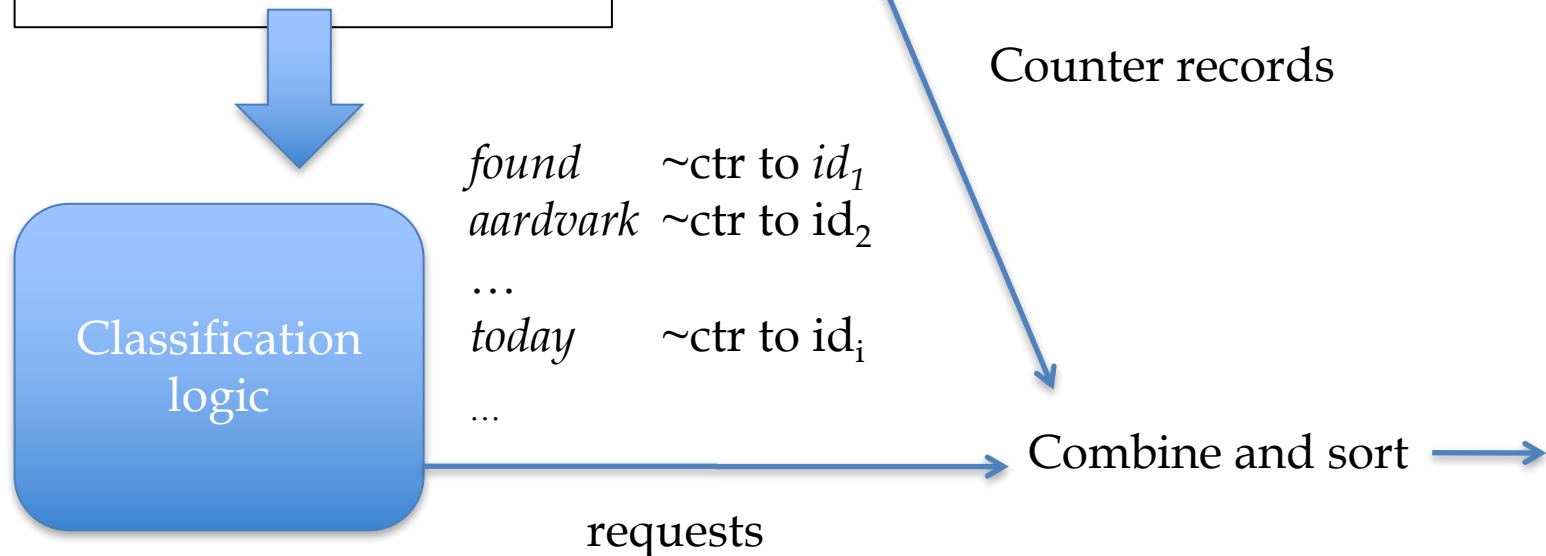 Counter records
found ~ctr to id₁
aardvark ~ctr to id₂
…
today ~ctr to idᵢ
…
Classification
logic
Combine and sort
requests